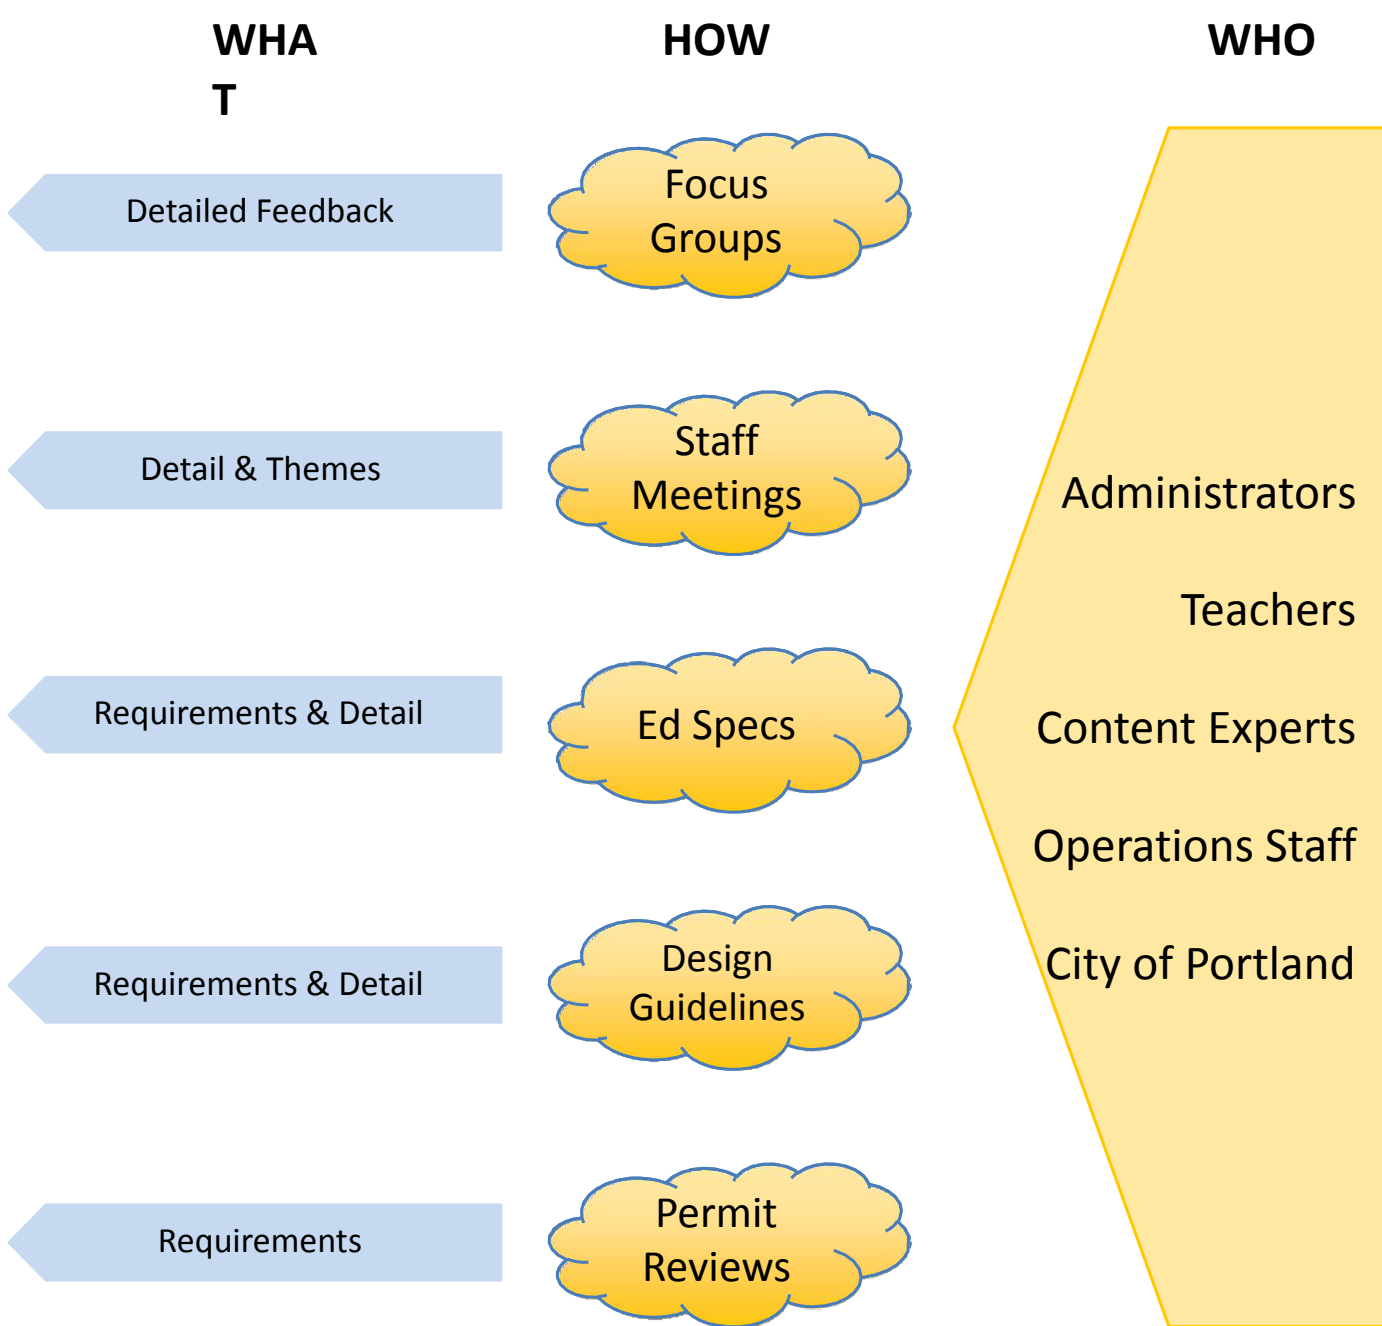 WHA
T
HOW
WHO
Detailed Feedback
Focus
Groups
Detail & Themes
Staff
Meetings
Requirements & Detail
Ed Specs
Requirements & Detail
Design
Guidelines
Requirements
Permit
Reviews
Administrators
Teachers
Content Experts
Operations Staff
City of Portland